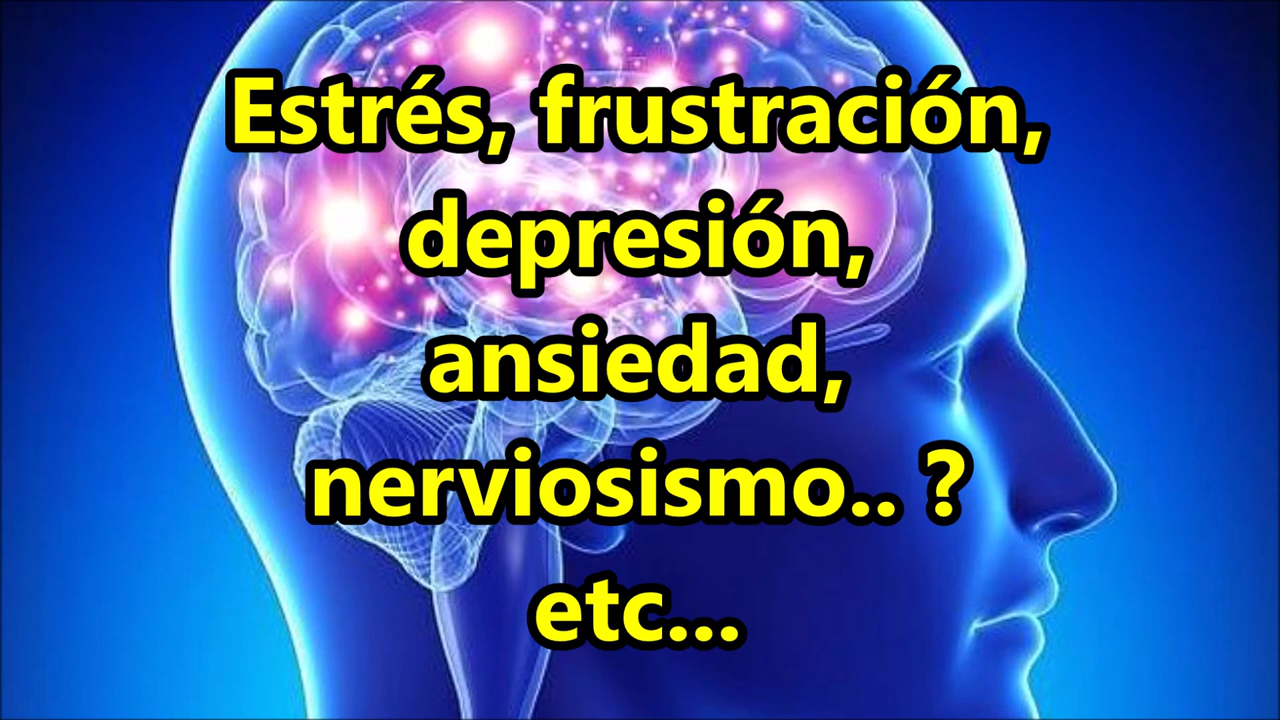 Estrés, frustración,
depresión,
ansiedad,
nerviosismo.. ?
etc...